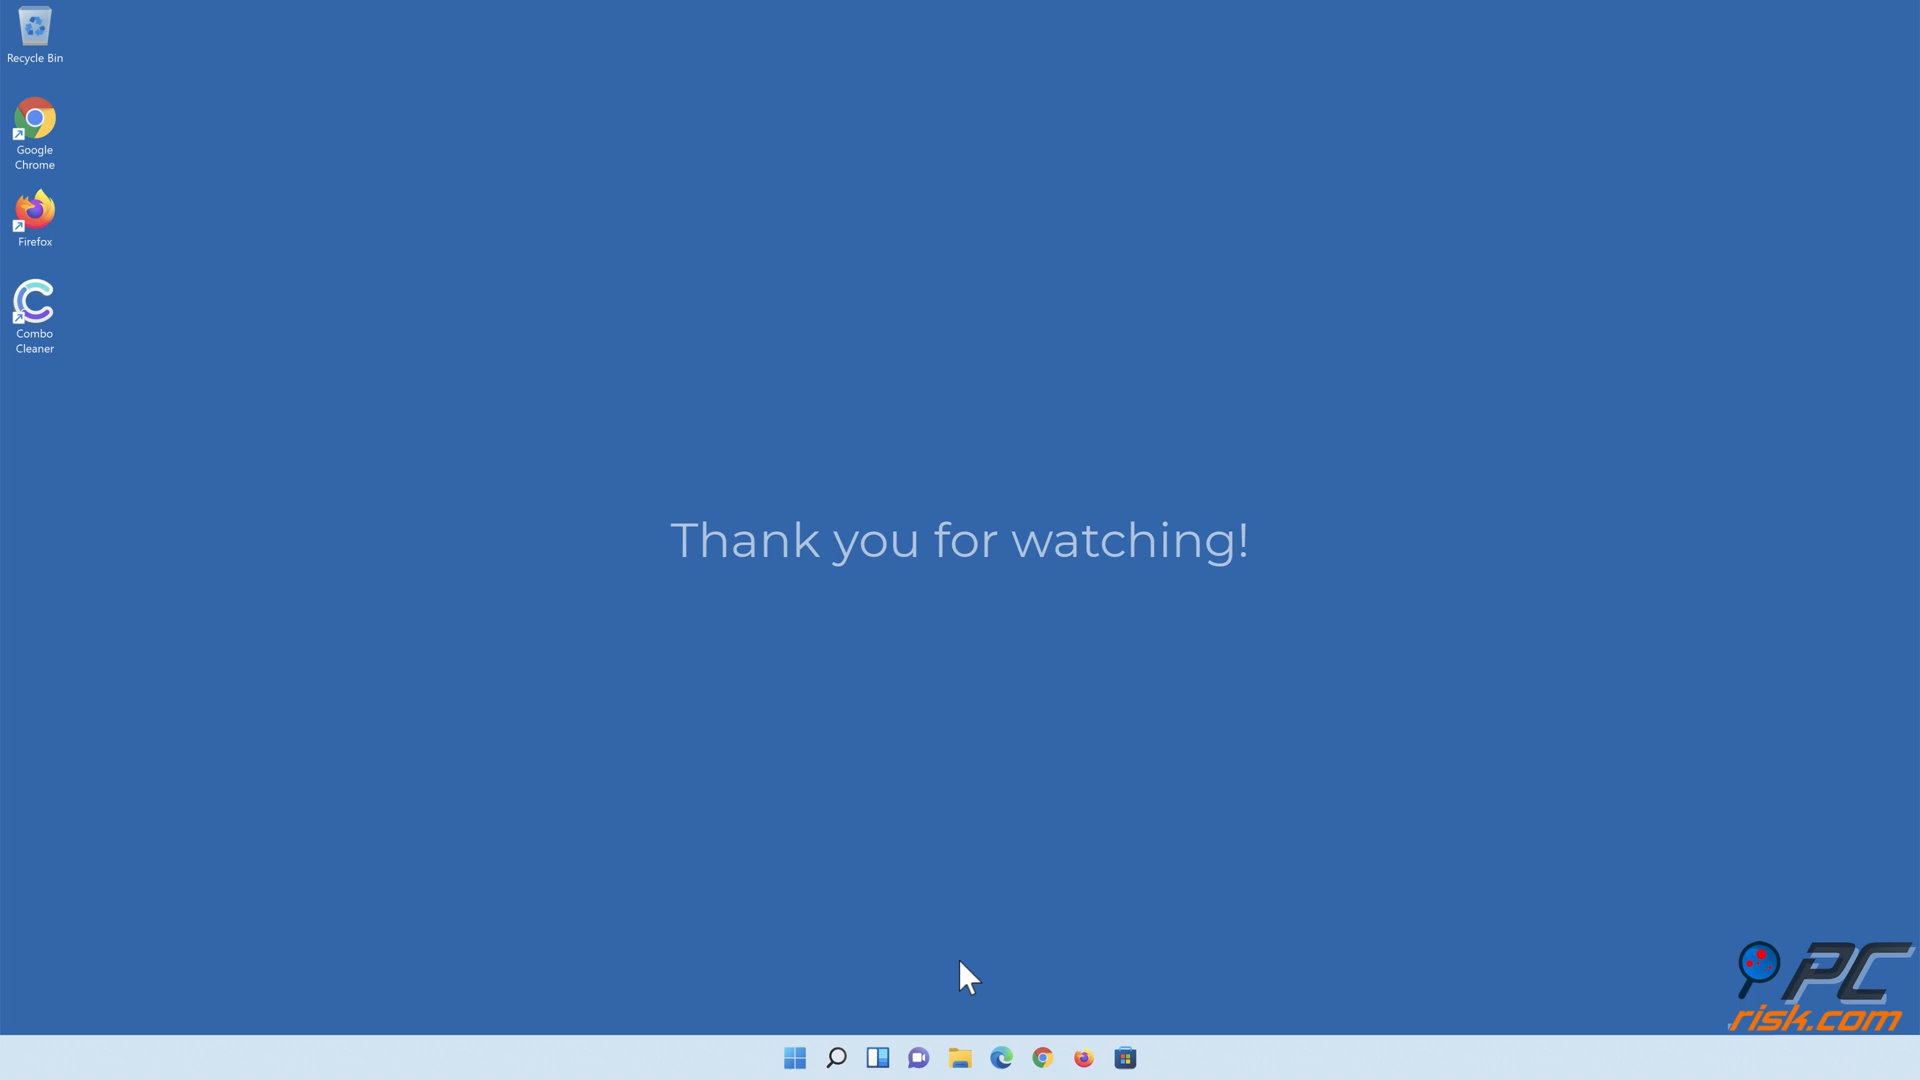 Recycle Bin
Google
Chrome
Firefox
Combo
Cleaner
Thank you for watching!
PC
risk.com